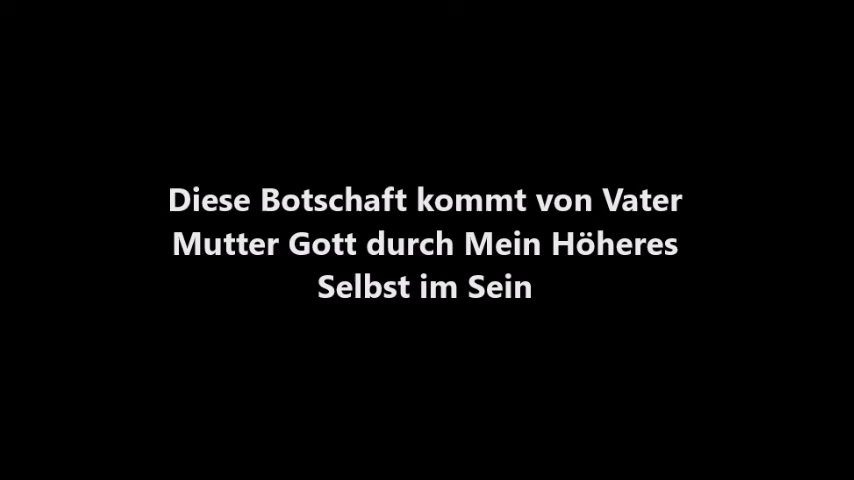 Diese Botschaft kommt von Vater
Mutter Gott durch Mein Höheres
Selbst im Sein